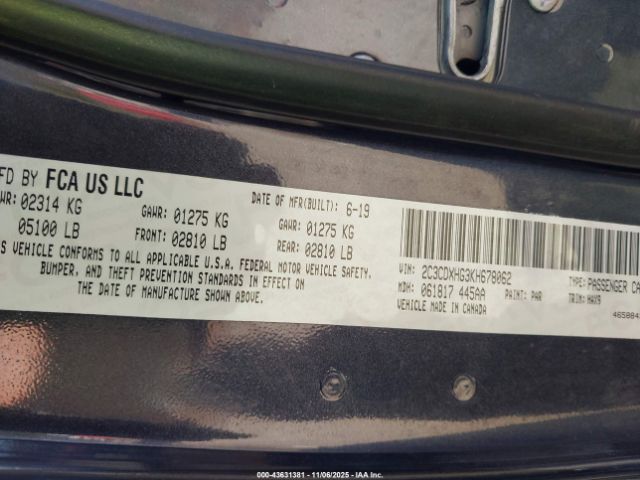 FD BY FCA US LLC
WR: 02314 KG
05100 LB
GAWR: 01275 KG
FRONT: 02810 LB
DATE OF MFR(BUILT): 6-19
GAWR: 01275 KG
REAR: 02810 LB
S VEHICLE CONFORMS TO ALL APPLICABLE U.S.A. FEDERAL MOTOR VEHICLE SAFETY,
BUMPER, AND THEFT PREVENTION STANDARDS IN EFFECT ON
THE DATE OF MANUFACTURE SHOWN ABOVE.
VIN: 2C3CDXHG3KH678062
TYPE: PASSENGER CA
MDH: 061817 445AA
PAINT: PAR
TRIM: HAX9
VEHICLE MADE IN CANADA
465884
000-43631381 | 11/06/2025 - IAA Inc.